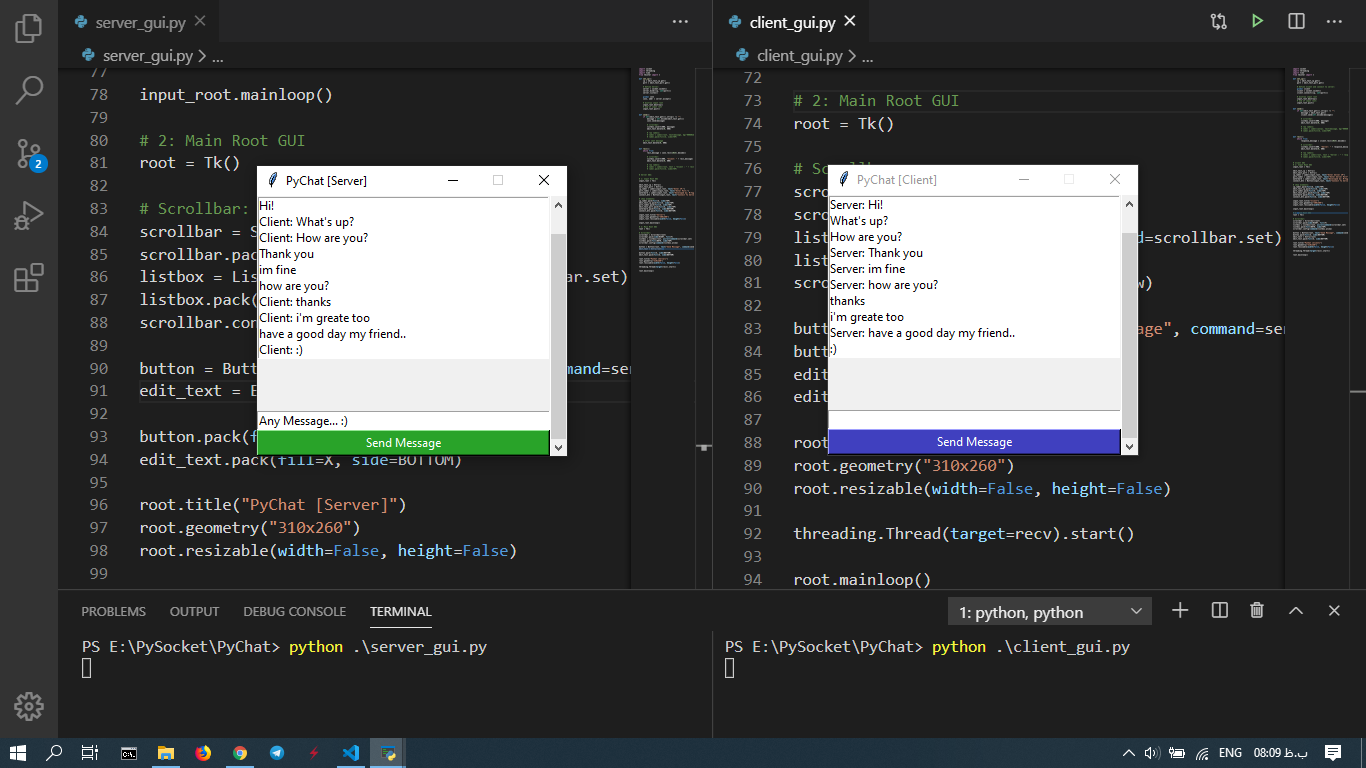 server_gui.py
server_gui.py > ...
77
78 input_root.mainloop()
79
80 # 2: Main Root GUI
81 root = Tk()
82
83 # Scrollbar:
84 scrollbar = S
85 scrollbar.pac
86 listbox = Lis ar.set)
87 listbox.pack(
88 scrollbar.con
89
90 button = Butt mand=ser
91 edit_text = E
92
93 button.pack(f
94 edit_text.pack(fill=X, side=BOTTOM)
95
96 root.title("PyChat [Server]")
97 root.geometry("310x260")
98 root.resizable(width=False, height=False)
99
PyChat [Server]
Hi!
Client: What's up?
Client: How are you?
Thank you
im fine
how are you?
Client: thanks
Client: i'm greate too
have a good day my friend..
Client: :)
Any Message... :)
Send Message
client_gui.py
client_gui.py > ...
72
73 # 2: Main Root GUI
74 root = Tk()
75
76 # Sc
77 scro
78 scro
79 list d=scrollbar.set)
80 list
81 scro w)
82
83 butt age", command=ser
84 butt
85 edit
86 edit
87
88 root
89 root.geometry("310x260")
90 root.resizable(width=False, height=False)
91
92 threading.Thread(target=recv).start()
93
94 root.mainloop()
PyChat [Client]
Server: Hi!
What's up?
How are you?
Server: Thank you
Server: im fine
Server: how are you?
thanks
i'm greate too
Server: have a good day my friend..
:)
Send Message
2
PROBLEMS OUTPUT DEBUG CONSOLE TERMINAL
1: python, python
PS E:\PySocket\PyChat> python .\server_gui.py
PS E:\PySocket\PyChat> python .\client_gui.py
ENG 08:09 ب.ظ